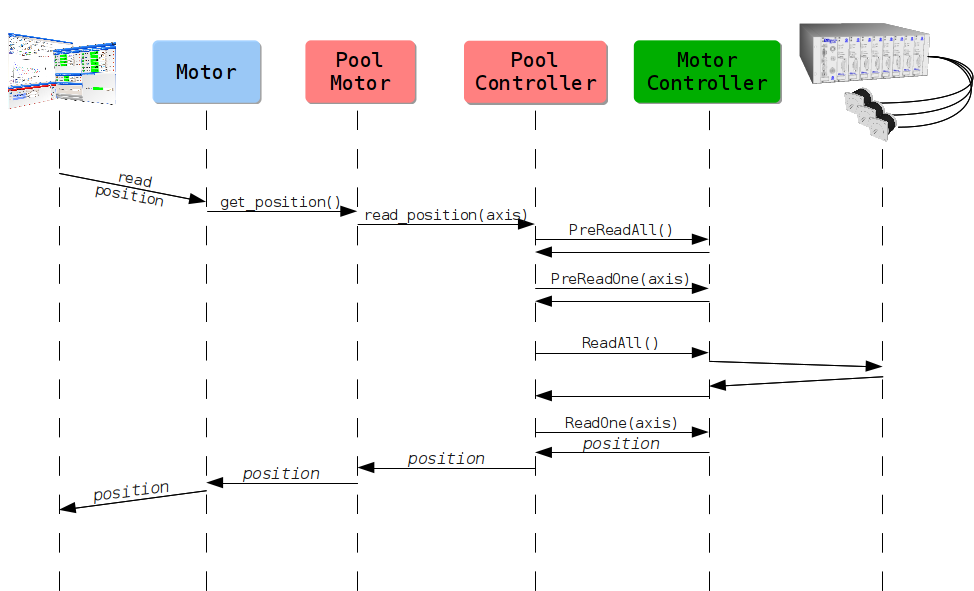 Motor
Pool
Motor
Pool
Controller
Motor
Controller
read
position
get_position()
read_position(axis)
PreReadAll()
PreReadOne(axis)
ReadAll()
ReadOne(axis)
position
position
position
position